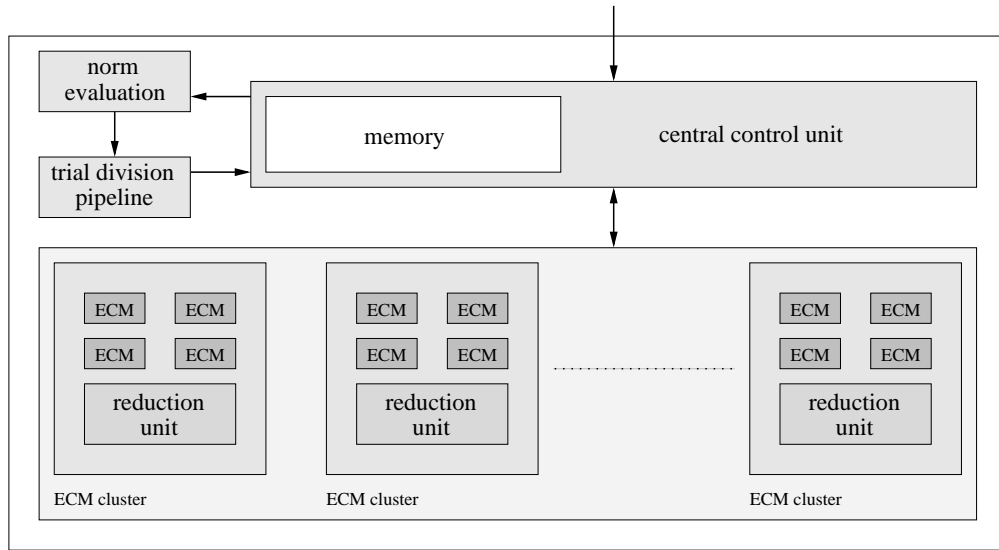 norm
evaluation
memory
central control unit
trial division
pipeline
ECM ECM
ECM ECM
reduction
unit
ECM cluster
ECM ECM
ECM ECM
reduction
unit
ECM cluster
ECM ECM
ECM ECM
reduction
unit
ECM cluster